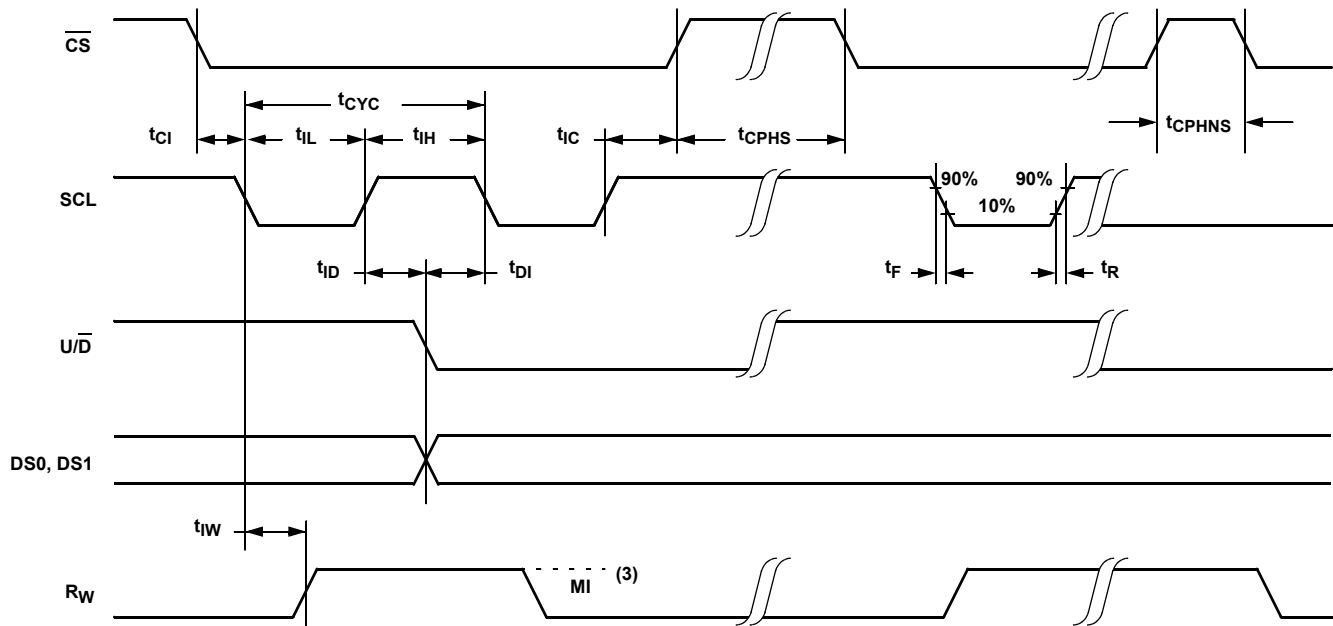 CS
tCYC
tCI
tIL
tIH
tIC
tCPHS
tCPHNS
SCL
90%
90%
10%
tID
tDI
tF
tR
U/D
DS0, DS1
tIW
RW
MI
(3)